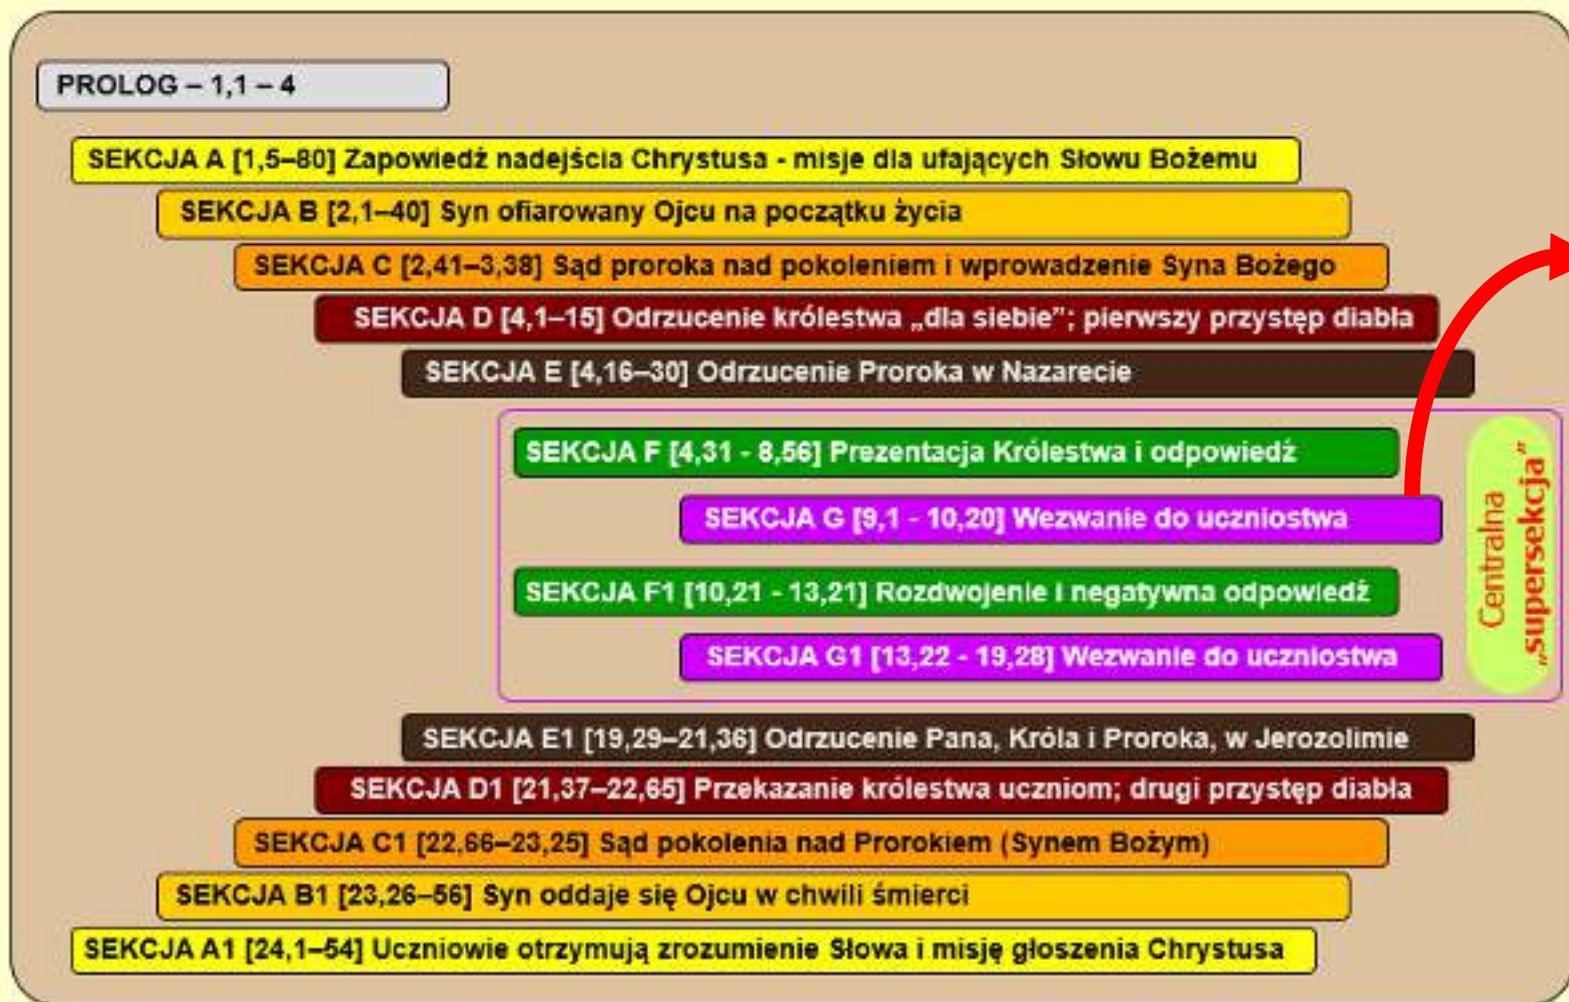 PROLOG – 1,1 – 4
SEKCJA A [1,5–80] Zapowiedź nadejścia Chrystusa - misje dla ufających Słowu Bożemu
SEKCJA B [2,1–40] Syn ofiarowany Ojcu na początku życia
SEKCJA C [2,41–3,38] Sąd proroka nad pokoleniem i wprowadzenie Syna Bożego
SEKCJA D [4,1–15] Odrzucenie królestwa „dla siebie”; pierwszy przystęp diabła
SEKCJA E [4,16–30] Odrzucenie Proroka w Nazarecie
SEKCJA F [4,31 - 8,56] Prezentacja Królestwa i odpowiedź
SEKCJA G [9,1 - 10,20] Wezwanie do uczniostwa
SEKCJA F1 [10,21 - 13,21] Rozdwojenie i negatywna odpowiedź
SEKCJA G1 [13,22 - 19,28] Wezwanie do uczniostwa
Centralna
„supersekcja”
SEKCJA E1 [19,29–21,36] Odrzucenie Pana, Króla i Proroka, w Jerozolimie
SEKCJA D1 [21,37–22,65] Przekazanie królestwa uczniom; drugi przystęp diabła
SEKCJA C1 [22,66–23,25] Sąd pokolenia nad Prorokiem (Synem Bożym)
SEKCJA B1 [23,26–56] Syn oddaje się Ojcu w chwili śmierci
SEKCJA A1 [24,1–54] Uczniowie otrzymują zrozumienie Słowa i misję głoszenia Chrystusa